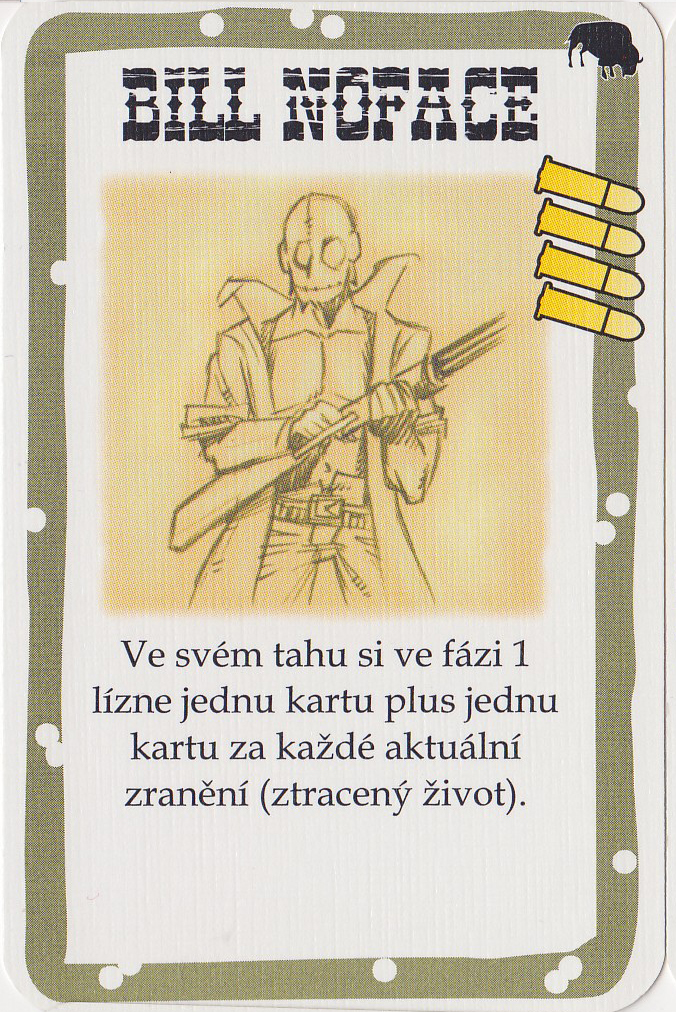 BILL NOFACE
Ve svém tahu si ve fázi 1
lízne jednu kartu plus jednu
kartu za každé aktuální
zranění (ztracený život).